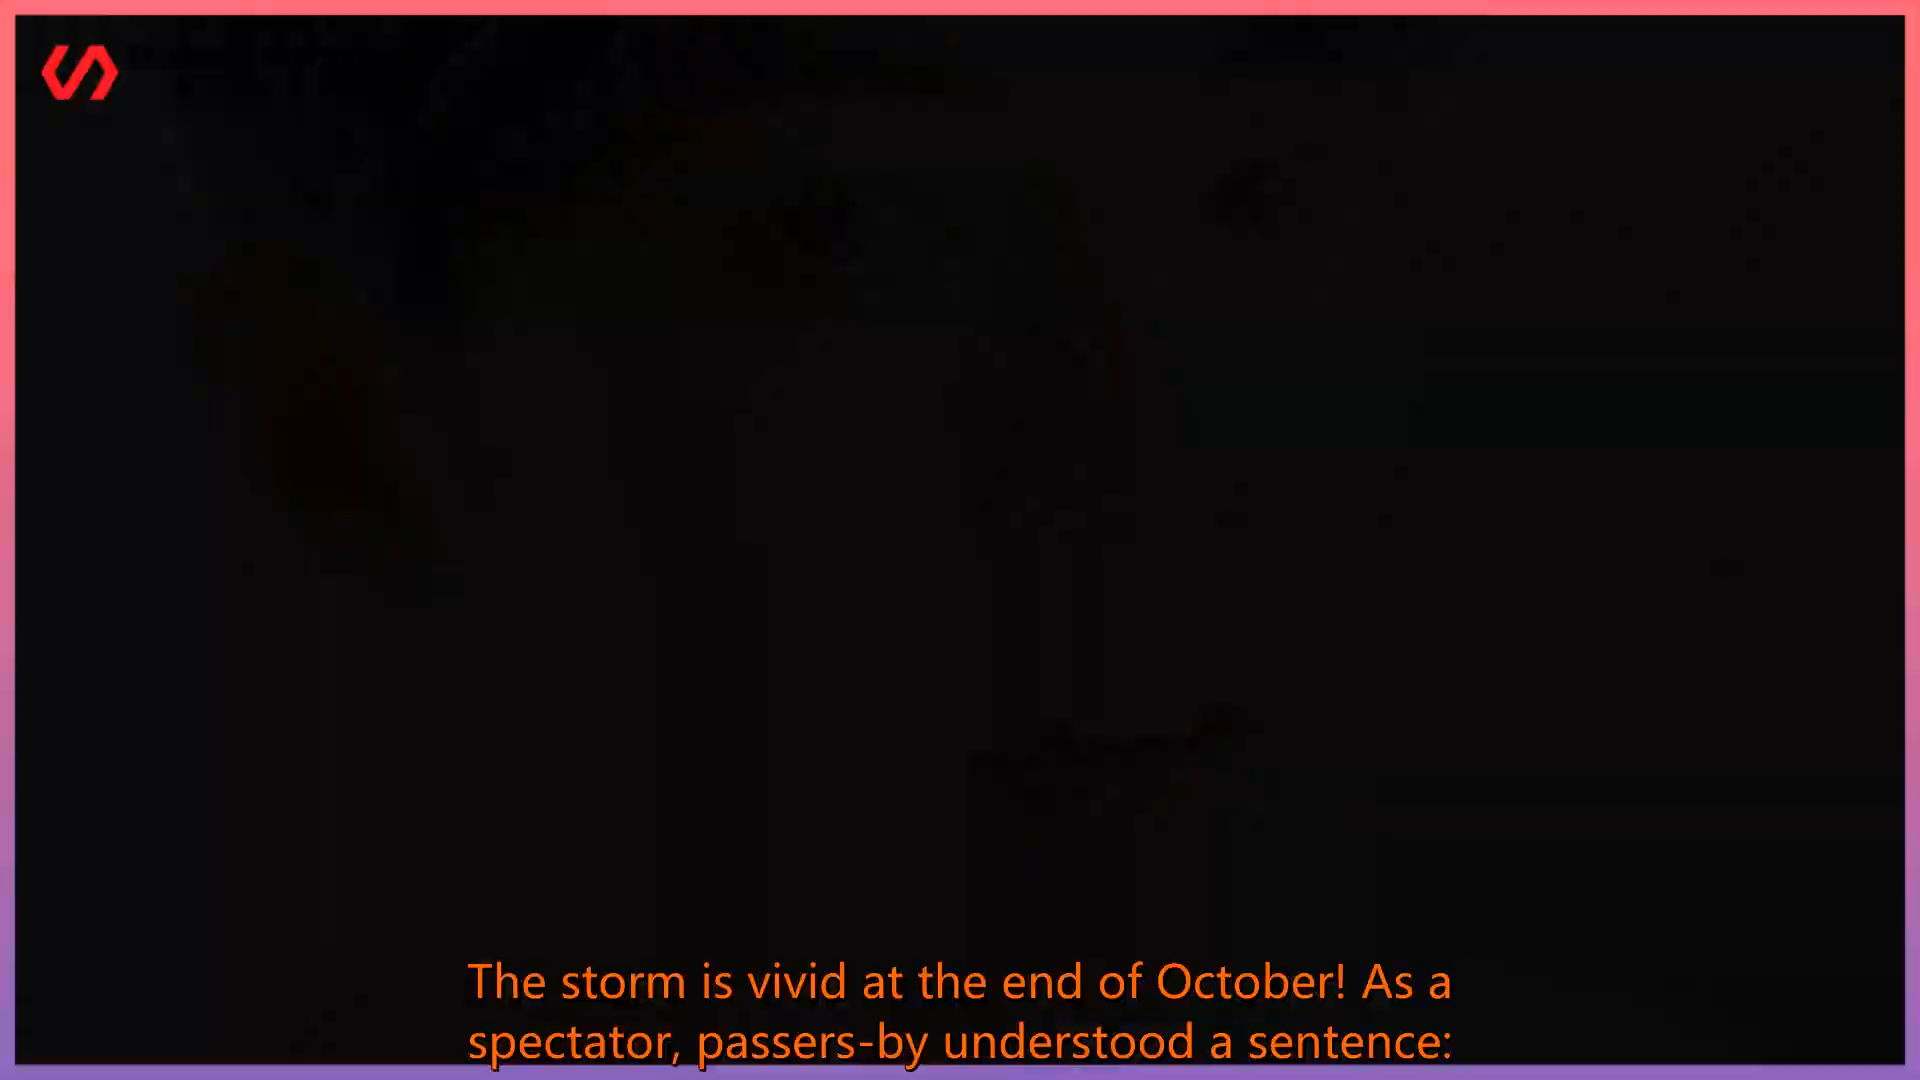 The storm is vivid at the end of October! As a
spectator, passers-by understood a sentence: